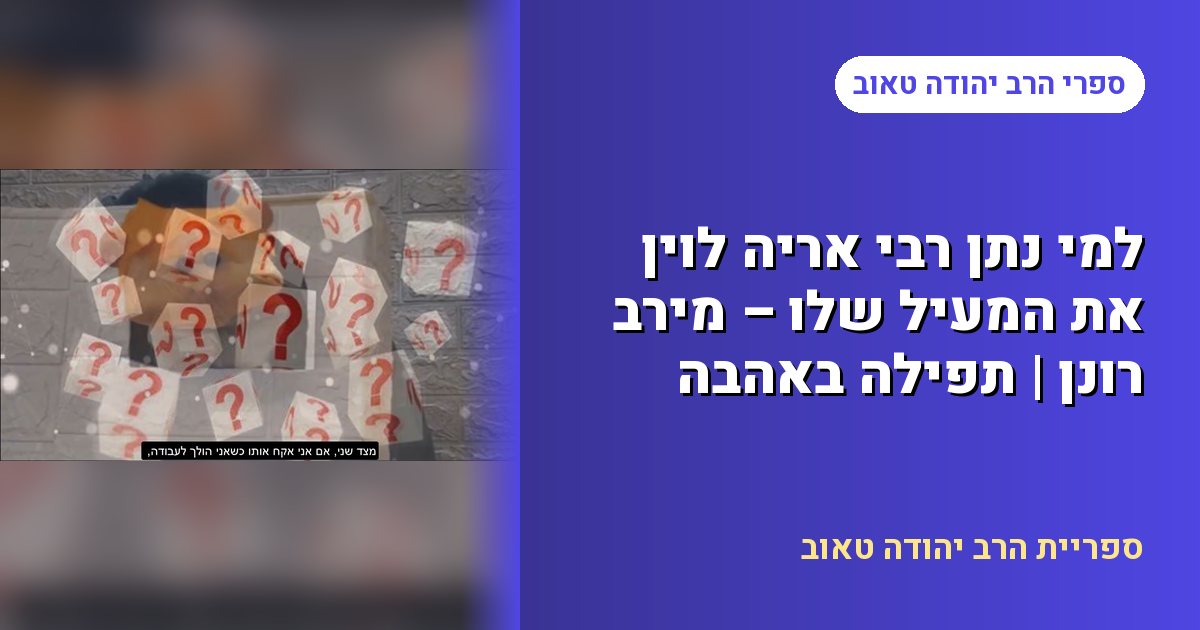 ספרי הרב יהודה טאוב
למי נתן רבי אריה לוין
את המעיל שלו – מירב
רונן | תפילה באהבה
מצד שני, אם אני אקח אותו כשאני הולך לעבודה,
ספריית הרב יהודה טאוב